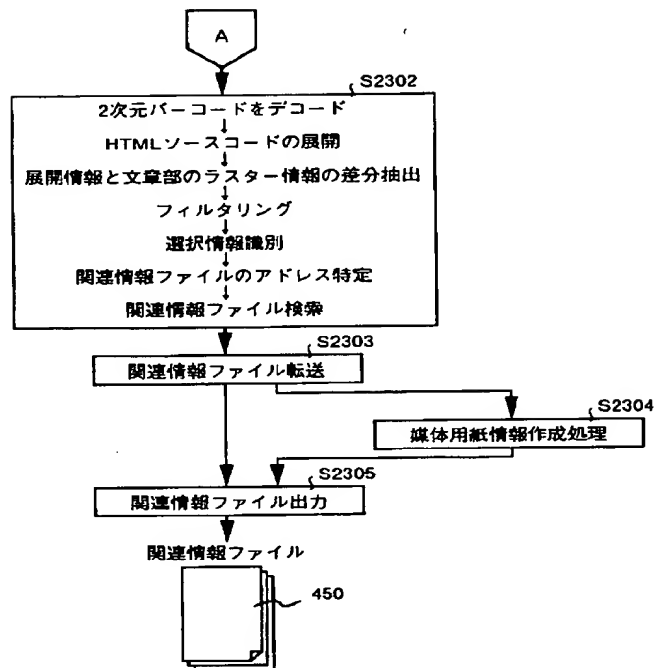 A
S2302
2次元バーコードをデコード
HTMLソースコードの展開
展開情報と文章部のラスター情報の差分抽出
フィルタリング
選択情報識別
関連情報ファイルのアドレス特定
関連情報ファイル検索
S2303
関連情報ファイル転送
S2304
媒体用紙情報作成処理
S2305
関連情報ファイル出力
関連情報ファイル
450